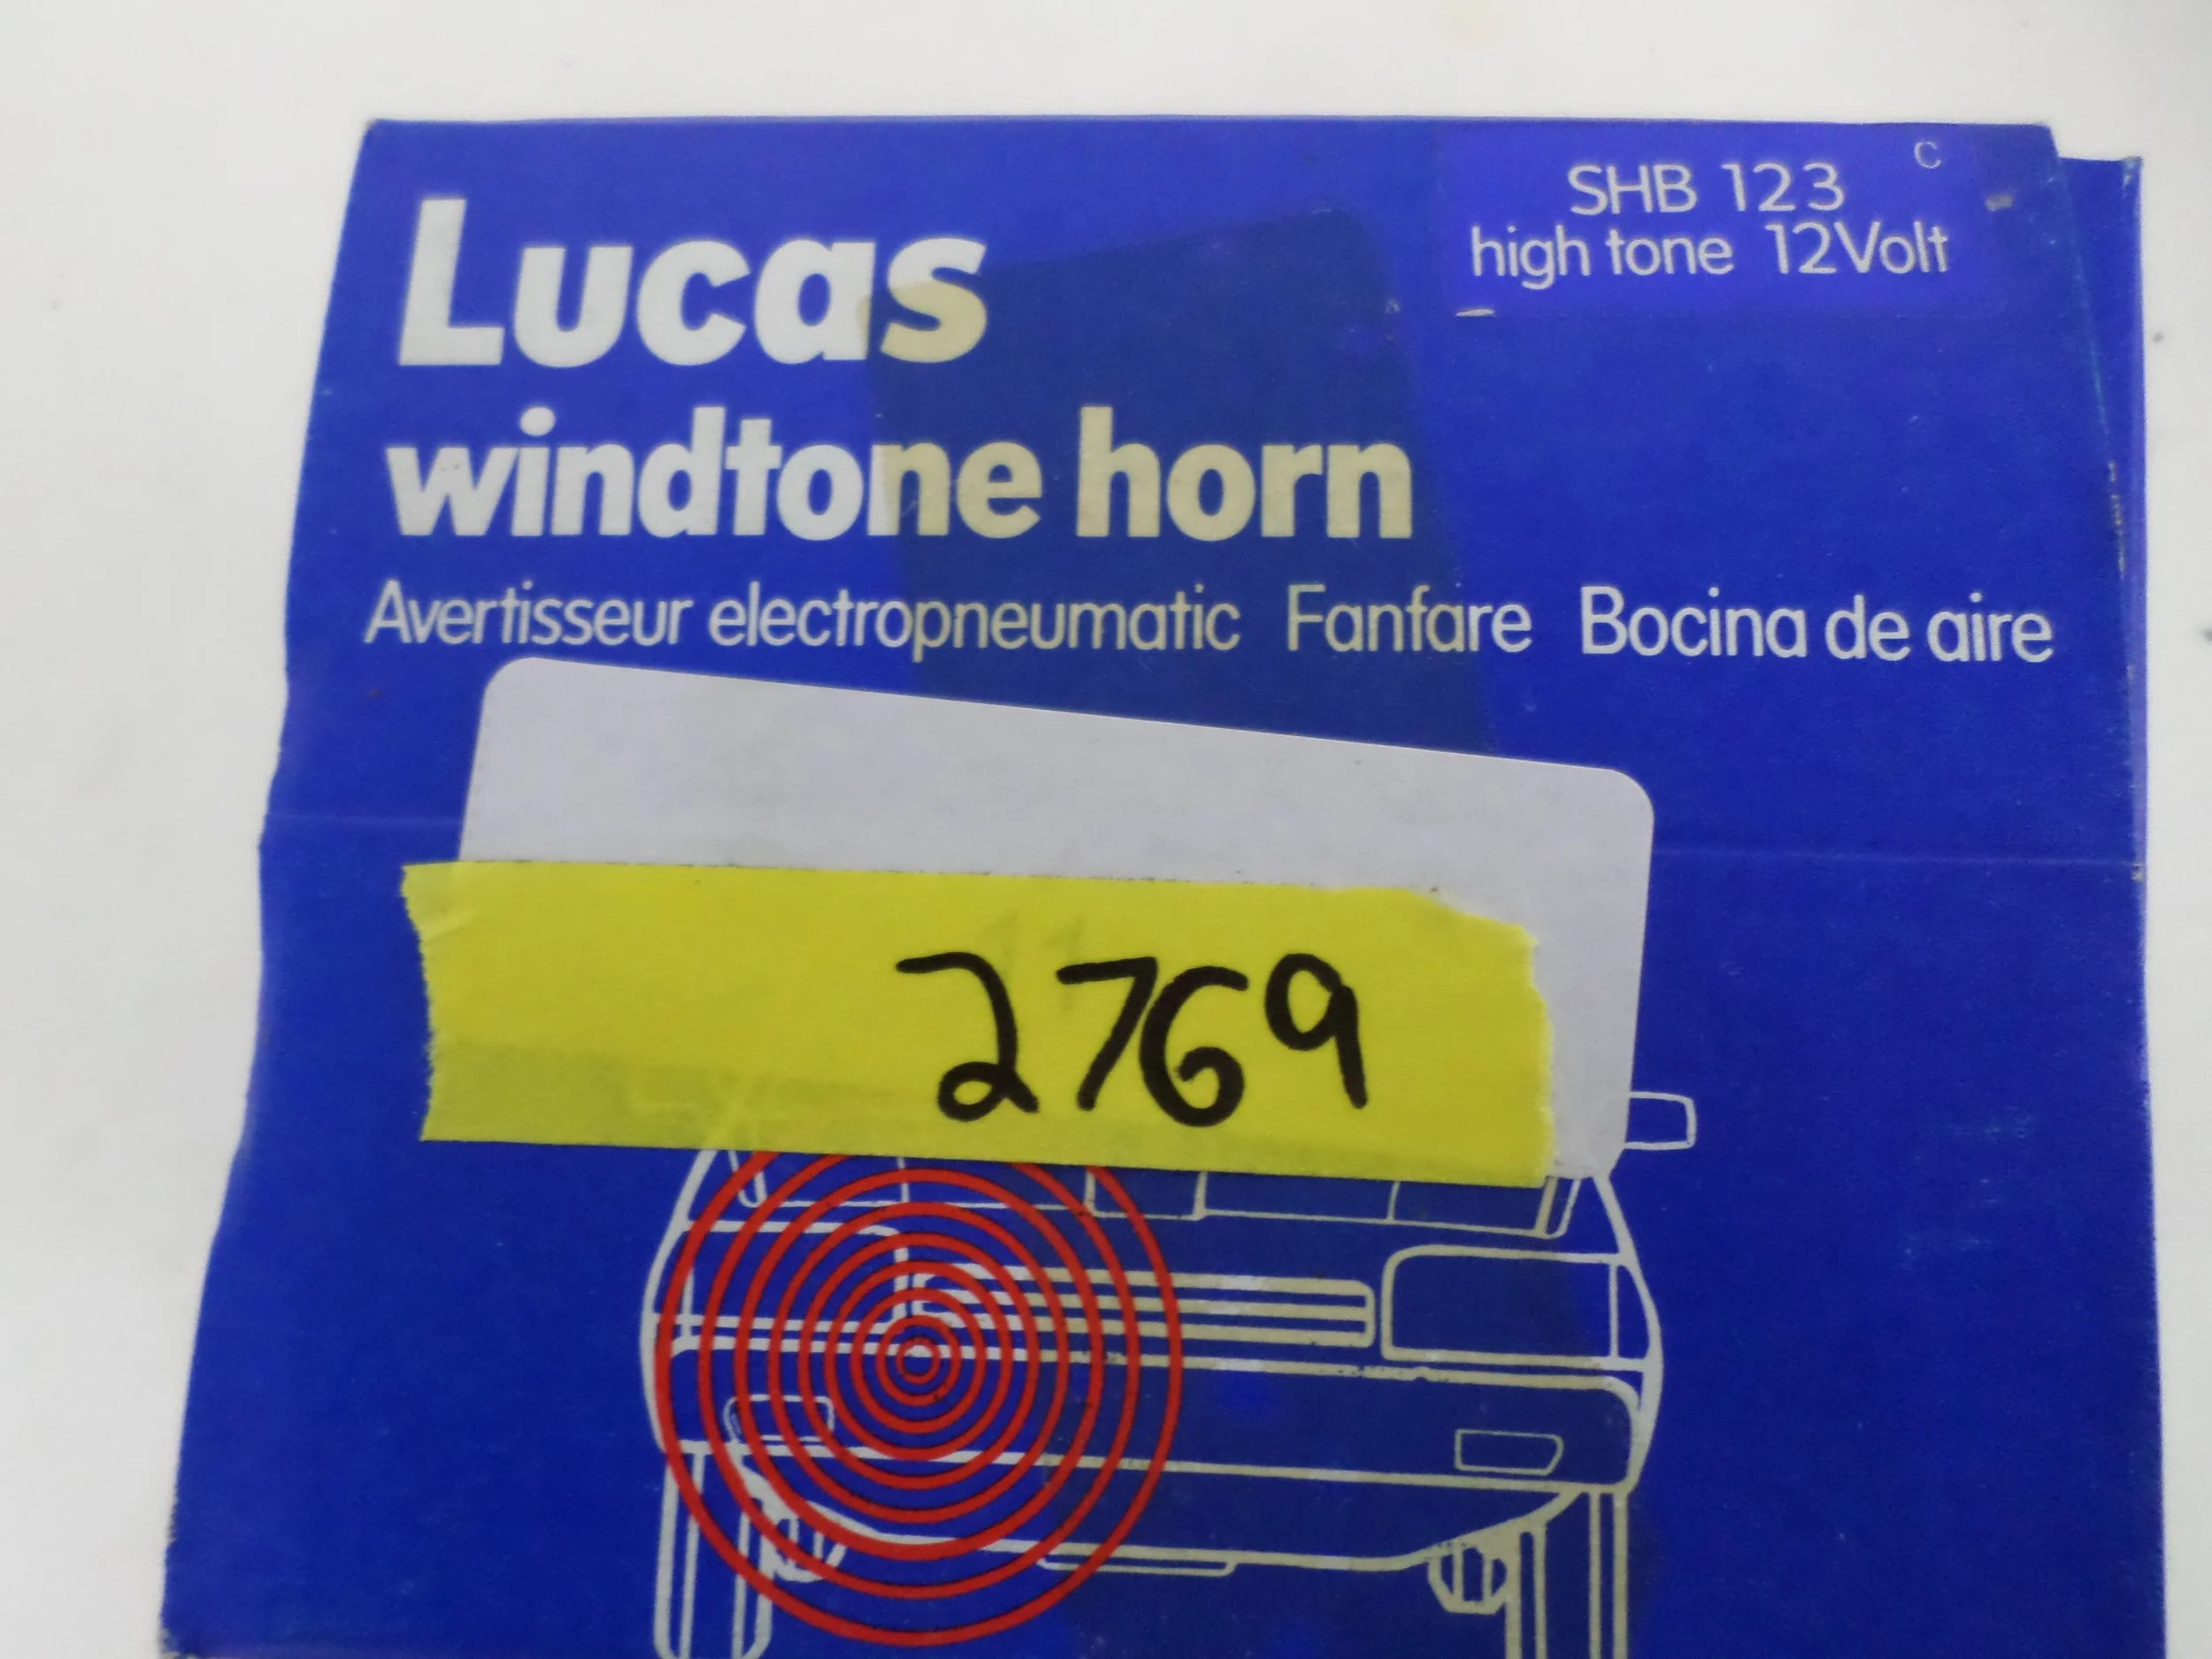 SHB 123 C
high tone 12Volt
Lucas
windtone horn
Avertisseur electropneumatic Fanfare Bocina de aire
2769